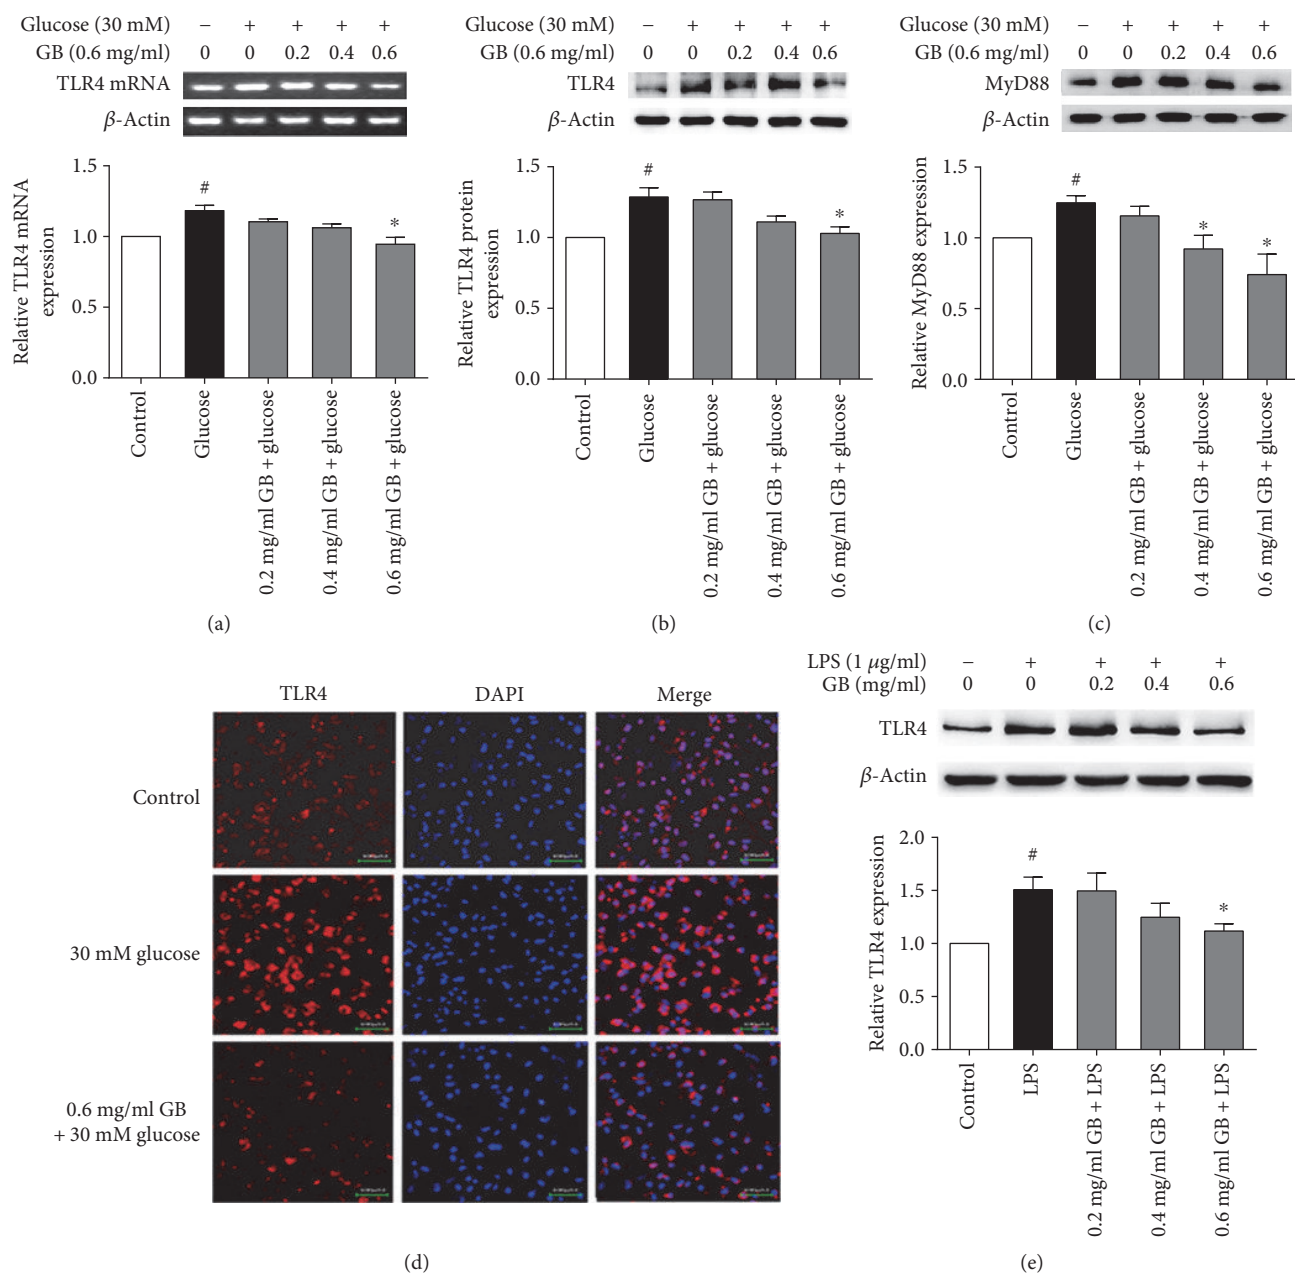 Glucose (30 mM) − + + + +
GB (0.6 mg/ml) 0 0 0.2 0.4 0.6
TLR4 mRNA
β-Actin
Relative TLR4 mRNA
expression
1.5
1.0
0.5
0.0
#
*
Control
Glucose
0.2 mg/ml GB + glucose
0.4 mg/ml GB + glucose
0.6 mg/ml GB + glucose
(a)
Glucose (30 mM) − + + + +
GB (0.6 mg/ml) 0 0 0.2 0.4 0.6
TLR4
β-Actin
Relative TLR4 protein
expression
1.5
1.0
0.5
0.0
#
*
Control
Glucose
0.2 mg/ml GB + glucose
0.4 mg/ml GB + glucose
0.6 mg/ml GB + glucose
(b)
Glucose (30 mM) − + + + +
GB (0.6 mg/ml) 0 0 0.2 0.4 0.6
MyD88
β-Actin
Relative MyD88 expression
1.5
1.0
0.5
0.0
#
*
*
Control
Glucose
0.2 mg/ml GB + glucose
0.4 mg/ml GB + glucose
0.6 mg/ml GB + glucose
(c)
TLR4 DAPI Merge
Control
30 mM glucose
0.6 mg/ml GB
+ 30 mM glucose
(d)
LPS (1 μg/ml) − + + + +
GB (mg/ml) 0 0 0.2 0.4 0.6
TLR4
β-Actin
Relative TLR4 expression
2.0
1.5
1.0
0.5
0.0
#
*
Control
LPS
0.2 mg/ml GB + LPS
0.4 mg/ml GB + LPS
0.6 mg/ml GB + LPS
(e)